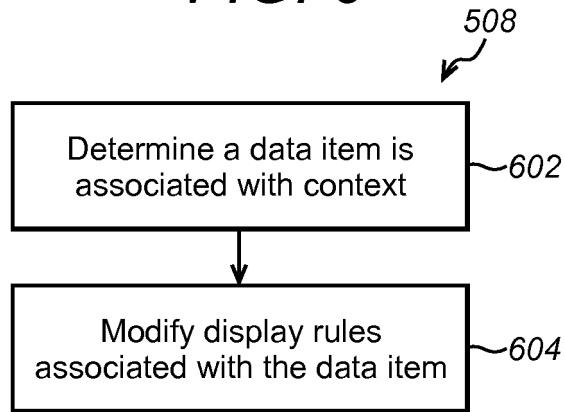 508
Determine a data item is
associated with context
602
Modify display rules
associated with the data item
604